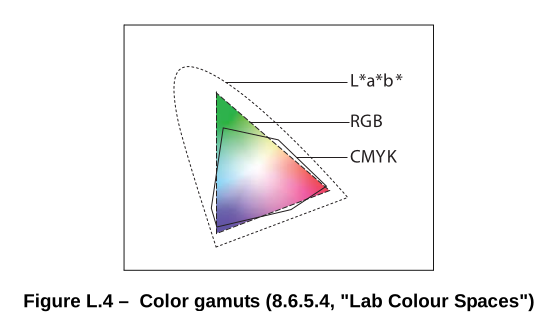 L*a*b*
RGB
CMYK
Figure L.4 – Color gamuts (8.6.5.4, "Lab Colour Spaces")